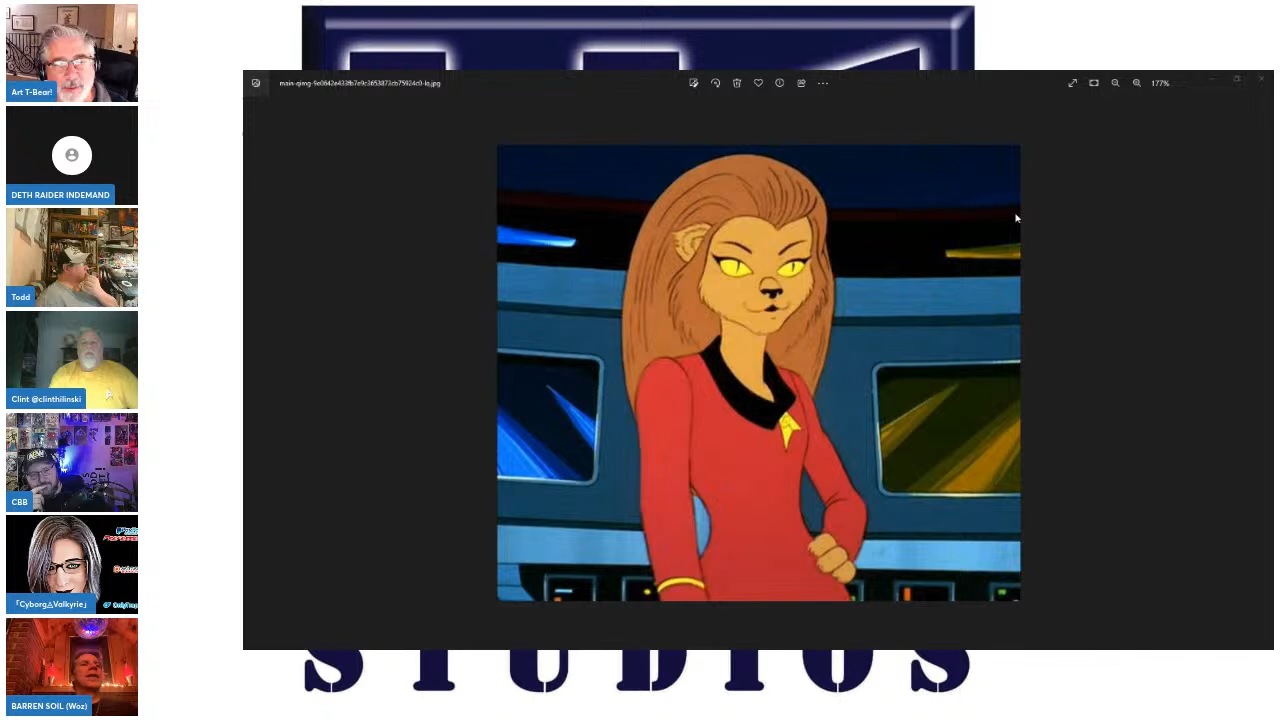 Art T-Bear!
DETH RAIDER INDEMAND
Todd
Clint @clinthilinski
CBB
「Cyborg◬Valkyrie」
BARREN SOIL (Woz)
177%
STUDIOS